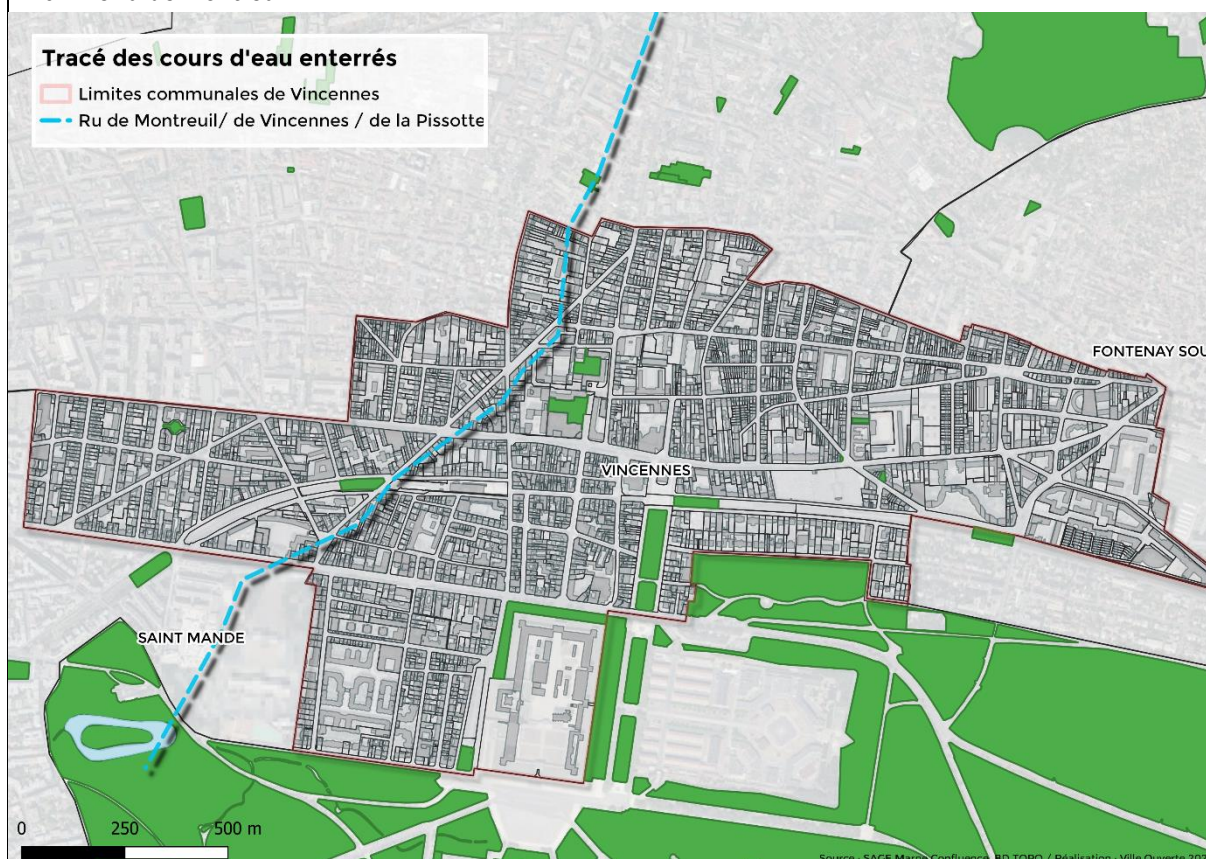 Tracé des cours d'eau enterrés
Limites communales de Vincennes
Ru de Montreuil/ de Vincennes / de la Pissotte
FONTENAY SOU
VINCENNES
SAINT MANDE
0 250 500 m
Source : SAGE Marne Confluence, BD TOPO / Réalisation - Ville Ouverte 202